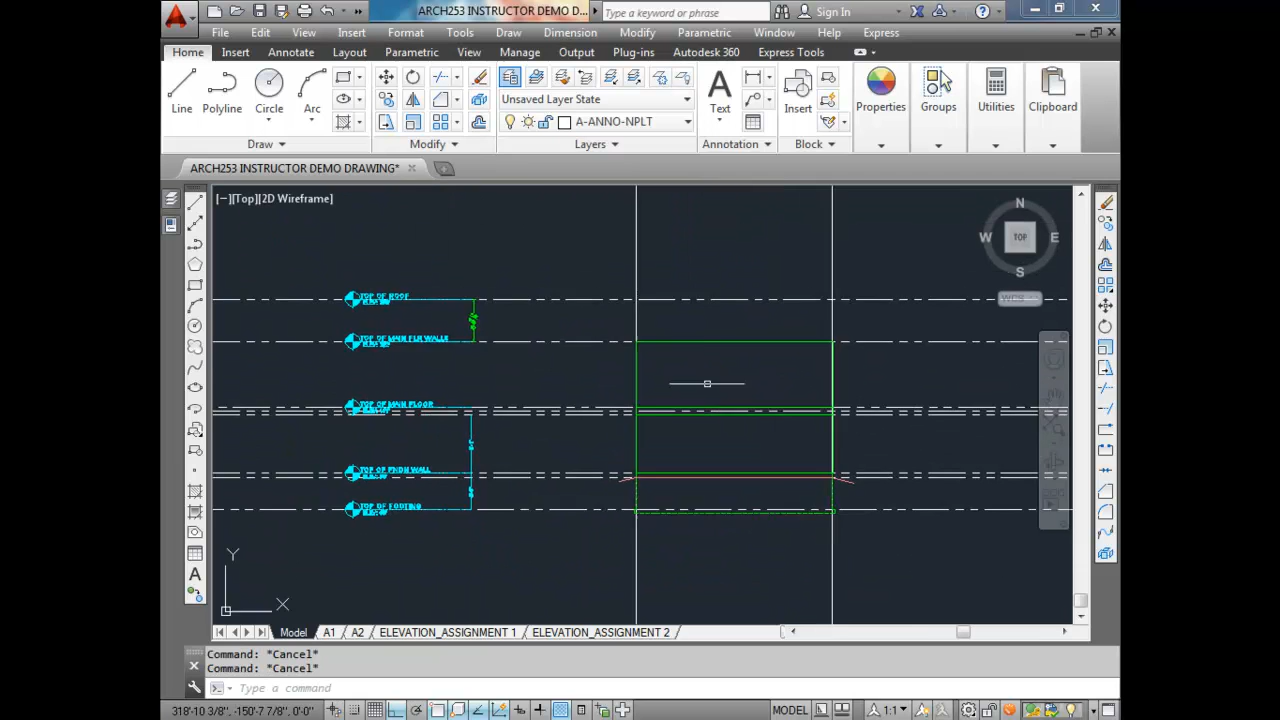 ARCH253 INSTRUCTOR DEMO D...
Type a keyword or phrase
Sign In
File Edit View Insert Format Tools Draw Dimension Modify Parametric Window Help Express
Home Insert Annotate Layout Parametric View Manage Output Plug-ins Autodesk 360 Express Tools
Line Polyline Circle Arc
Unsaved Layer State
A-ANNO-NPLT
Text Insert Properties Groups Utilities Clipboard
Draw Modify Layers Annotation Block
ARCH253 INSTRUCTOR DEMO DRAWING*
[−][Top][2D Wireframe]
N
W TOP E
S
WCS
TOP OF ROOF
TOP OF MAIN FLR WALLS
TOP OF MAIN FLOOR
TOP OF FNDN WALL
TOP OF FOOTING
Y
X
Model A1 A2 ELEVATION_ASSIGNMENT 1 ELEVATION_ASSIGNMENT 2
Command: *Cancel*
Command: *Cancel*
Type a command
318'-10 3/8", -150'-7 7/8", 0'-0" MODEL 1:1